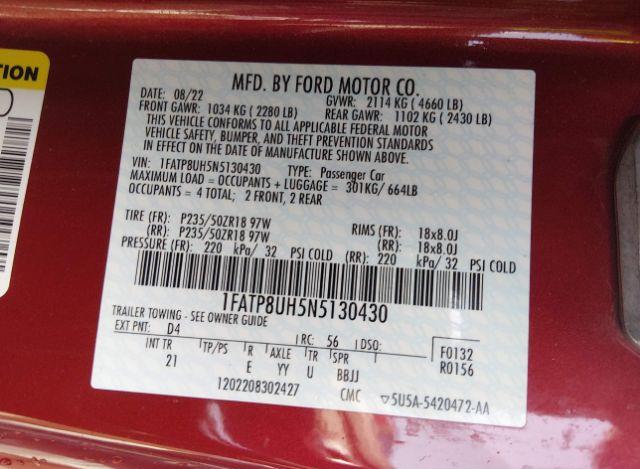 TION
MFD. BY FORD MOTOR CO.
08/22 GVWR: 2114 KG ( 4660 LB)
FRONT GAWR: 1034 KG ( 2280 LB) REAR GAWR: 1102 KG ( 2430 LB)
THIS VEHICLE CONFORMS TO ALL APPLICABLE FEDERAL MOTOR
VEHICLE SAFETY, BUMPER, AND THEFT PREVENTION STANDARDS
IN EFFECT ON THE DATE OF MANUFACTURE SHOWN ABOVE.
VIN: 1FATP8UH5N5130430 TYPE: Passenger Car
MAXIMUM LOAD = OCCUPANTS + LUGGAGE = 301KG/ 664LB
OCCUPANTS = 4 TOTAL; 2 FRONT, 2 REAR
TIRE (FR): P235/50ZR18 97W RIMS (FR): 18x8.0J
(RR): P235/50ZR18 97W (RR): 18x8.0J
PRESSURE (FR): 220 kPa/ 32 PSI COLD (RR): 220 kPa/ 32 PSI COLD
1FATP8UH5N5130430
TRAILER TOWING - SEE OWNER GUIDE
EXT PNT: D4 RC: 56 DSO: F0132
INT TR TP/PS R AXLE TR SPR R0156
21 E YY U BBJJ
1202208302427 CMC ▽5U5A-5420472-AA